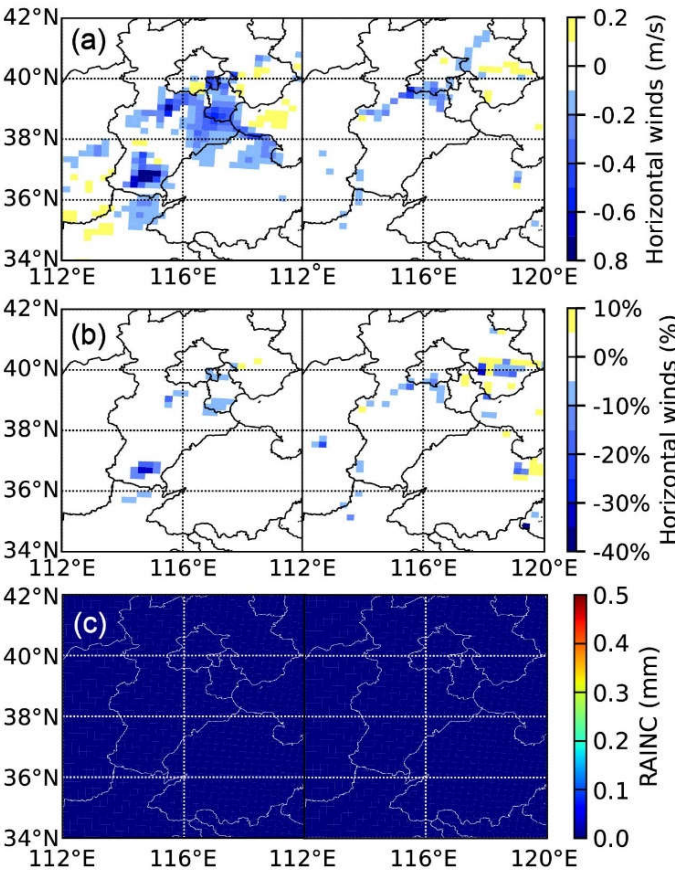 42°N
(a)
40°N
38°N
36°N
34°N
112°E 116°E 112°E 116°E 120°E
0.2
0
-0.2
-0.4
-0.6
0.8
Horizontal winds (m/s)
42°N
(b)
40°N
38°N
36°N
34°N
112°E 116°E 112°E 116°E 120°E
10%
0%
-10%
-20%
-30%
-40%
Horizontal winds (%)
42°N
(c)
40°N
38°N
36°N
34°N
112°E 116°E 112°E 116°E 120°E
0.5
0.4
0.3
0.2
0.1
0.0
RAINC (mm)